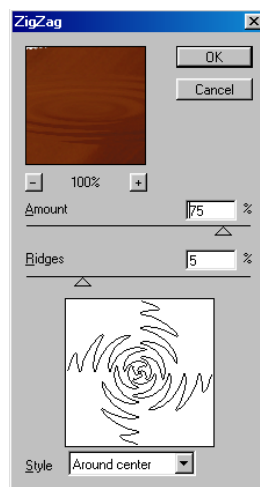 ZigZag
OK
Cancel
- 100% +
Amount 75 %
Ridges 5 %
Style Around center